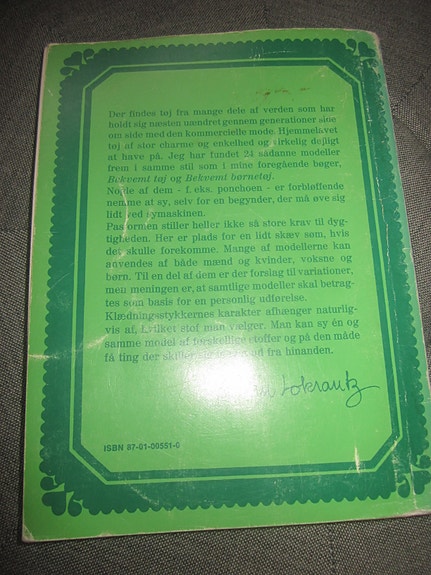 Der findes tøj fra mange dele af verden som har
holdt sig næsten uændret gennem generationer side
om side med den kommercielle mode. Hjemmelavet
tøj af stor charme og enkelhed og virkelig dejligt
at have på. Jeg har fundet 21 sådanne modeller
frem i samme stil som i mine foregående bøger,
Bekvemt tøj og Bekvemt børnetøj.
Nogle af dem - f. eks. ponchoen - er forbløffende
nemme at sy, selv for en begynder, der må øve sig
lidt ved symaskinen.
Pasformen stiller heller ikke så store krav til dyg-
tigheden. Her er plads for en lidt skæv søm, hvis
det skulle forekomme. Mange af modellerne kan
anvendes af både mænd og kvinder, voksne og
børn. Til en del af dem er der forslag til variationer,
men meningen er, at samtlige modeller skal betrag-
tes som basis for en personlig udførelse.
Klædningsstykkernes karakter afhænger naturlig-
vis af, hvilket stof man vælger. Man kan sy én og
samme model af forskellige stoffer og på den måde
få ting der skiller sig fra hinanden.
Lokrantz
ISBN 87-01-00551-0